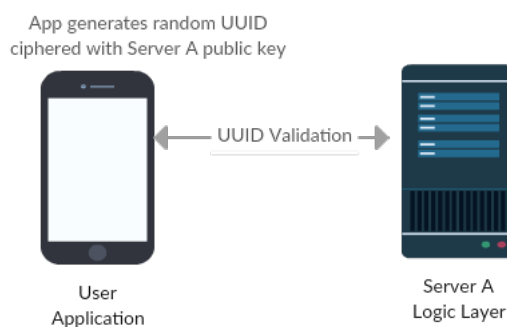 App generates random UUID
ciphered with Server A public key
UUID Validation
User
Application
Server A
Logic Layer